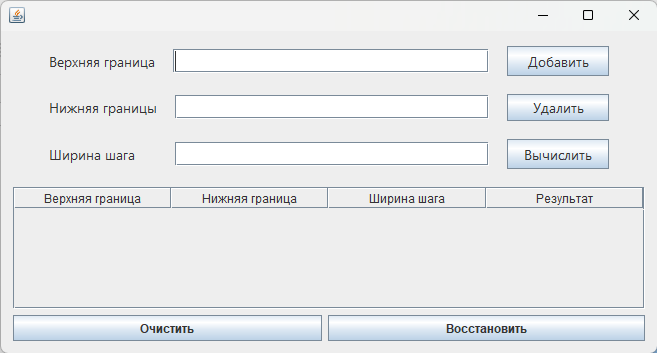 Верхняя граница Добавить
Нижняя границы Удалить
Ширина шага Вычислить
Верхняя граница Нижняя граница Ширина шага Результат
Очистить Восстановить